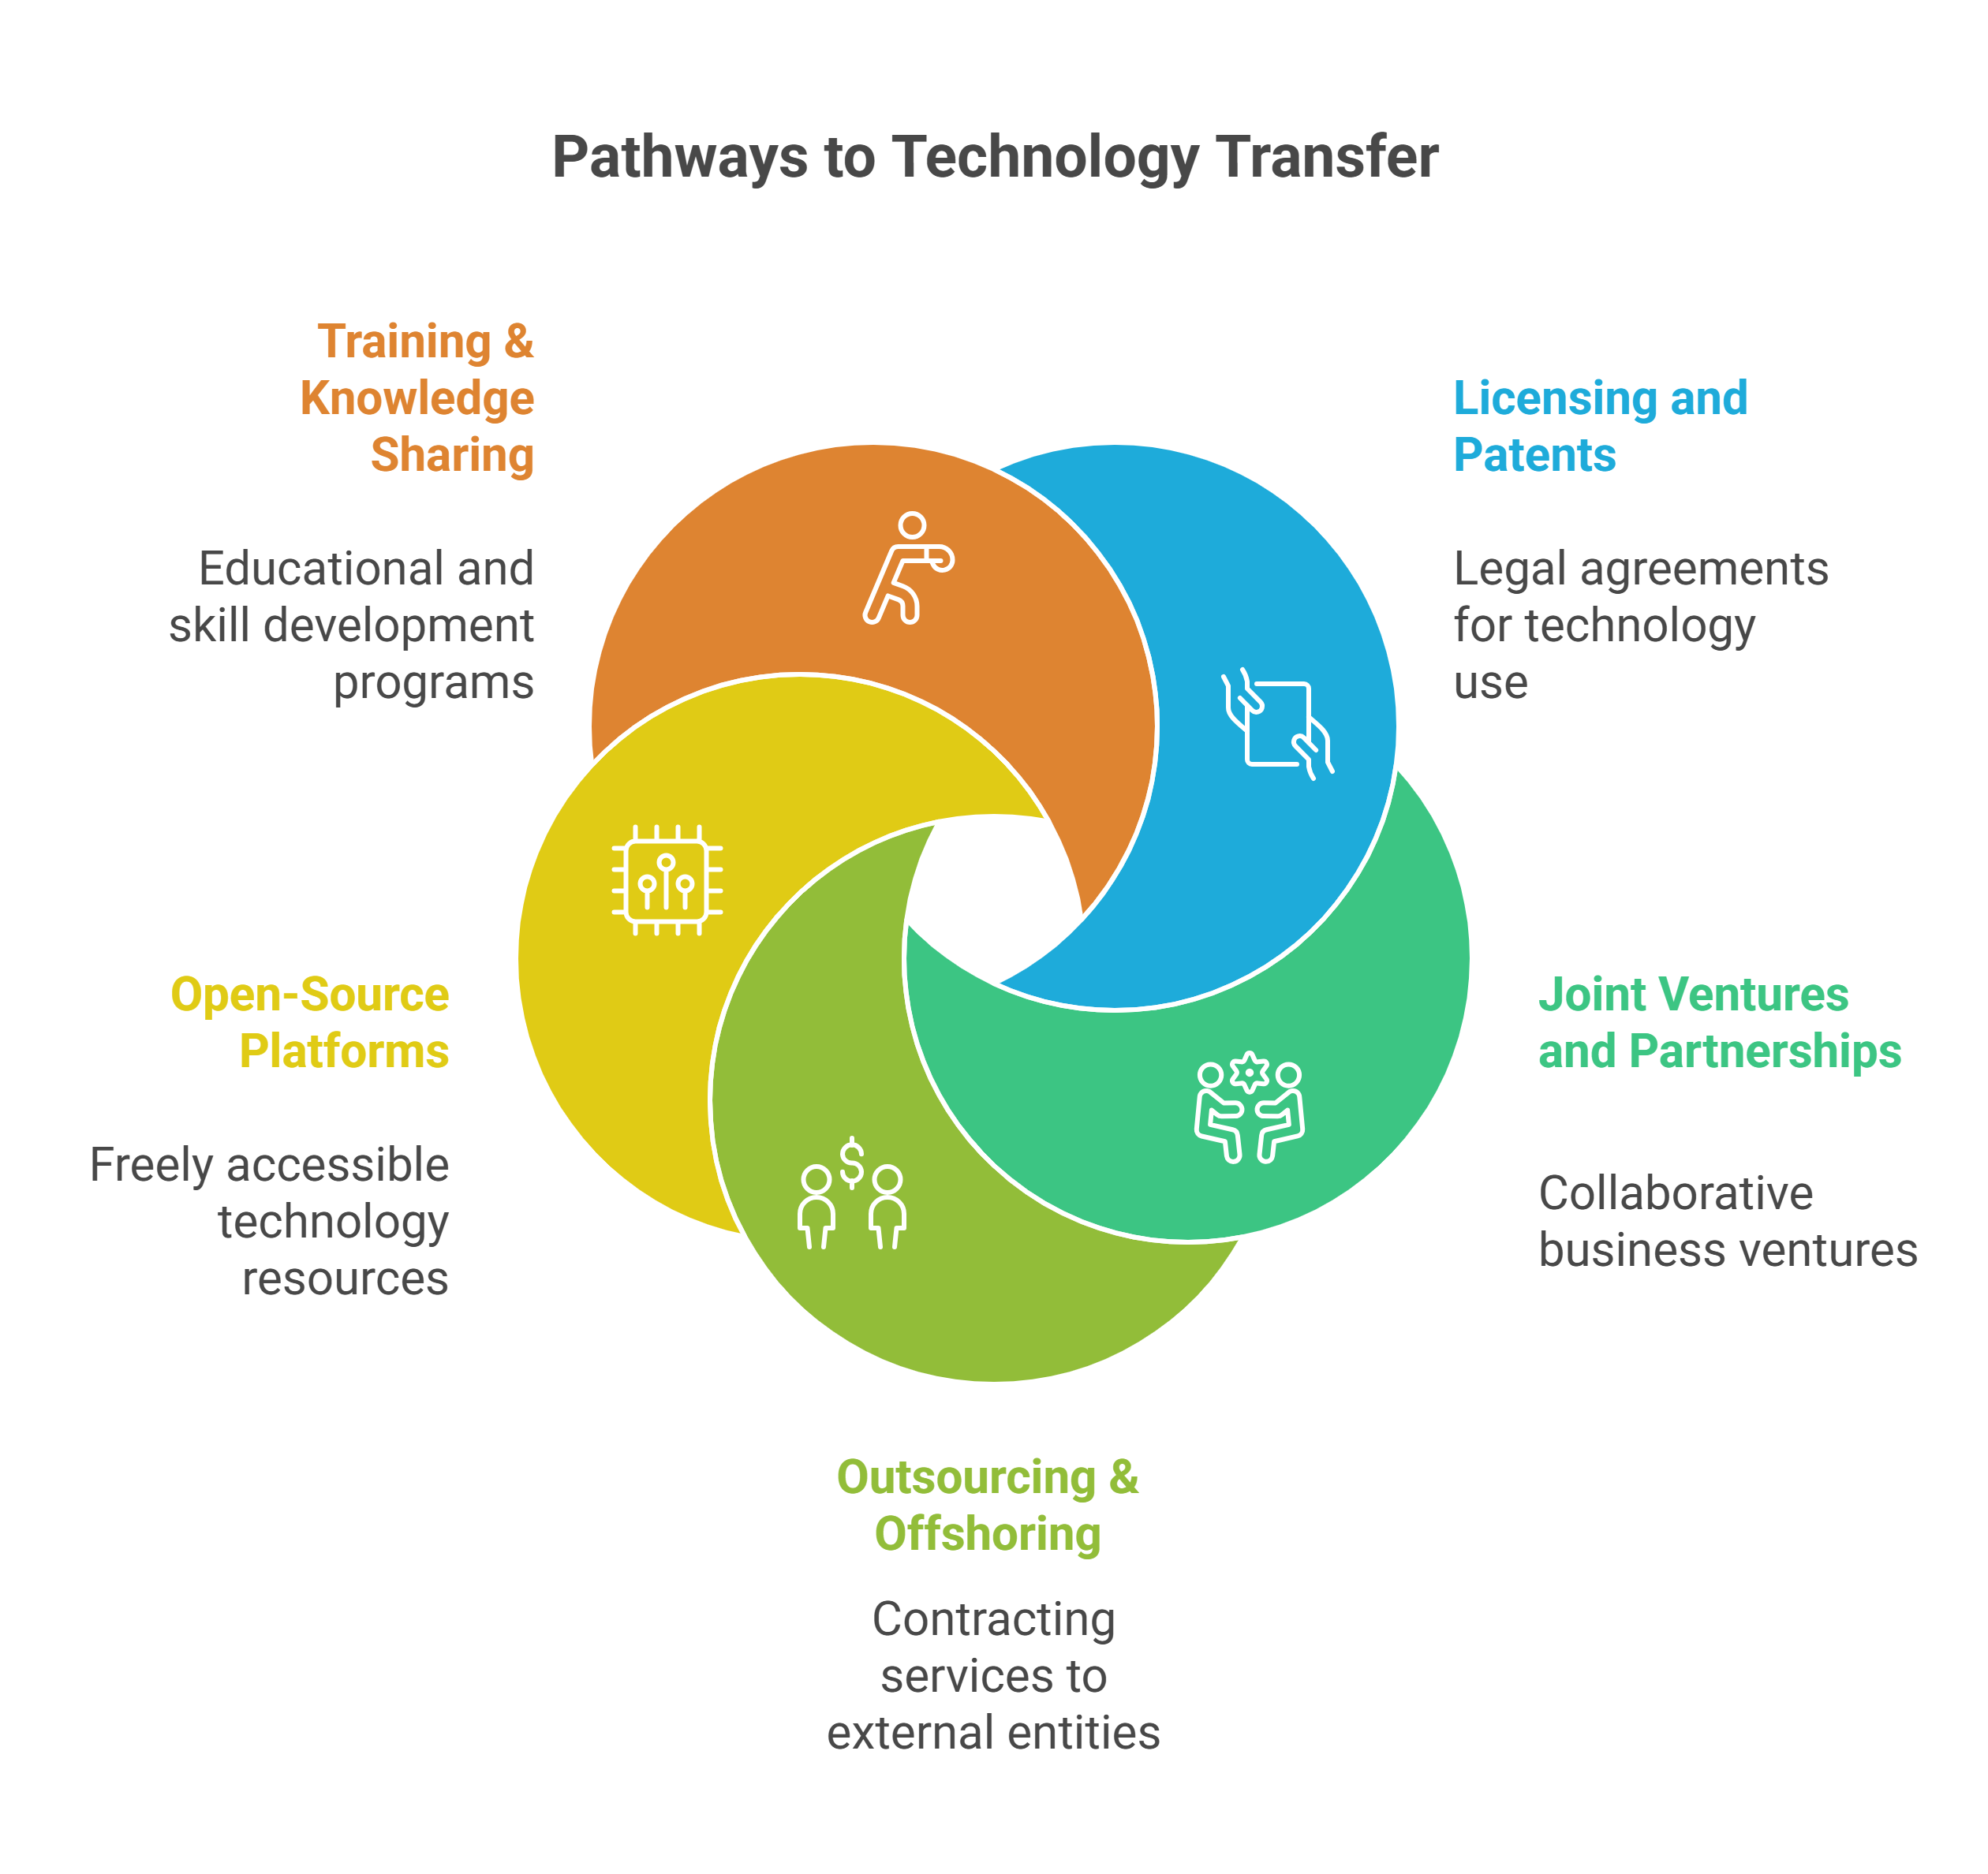 Pathways to Technology Transfer
Training &
Knowledge
Sharing
Educational and
skill development
programs
Licensing and
Patents
Legal agreements
for technology
use
Open-Source
Platforms
Freely accessible
technology
resources
Joint Ventures
and Partnerships
Collaborative
business ventures
$
Outsourcing &
Offshoring
Contracting
services to
external entities